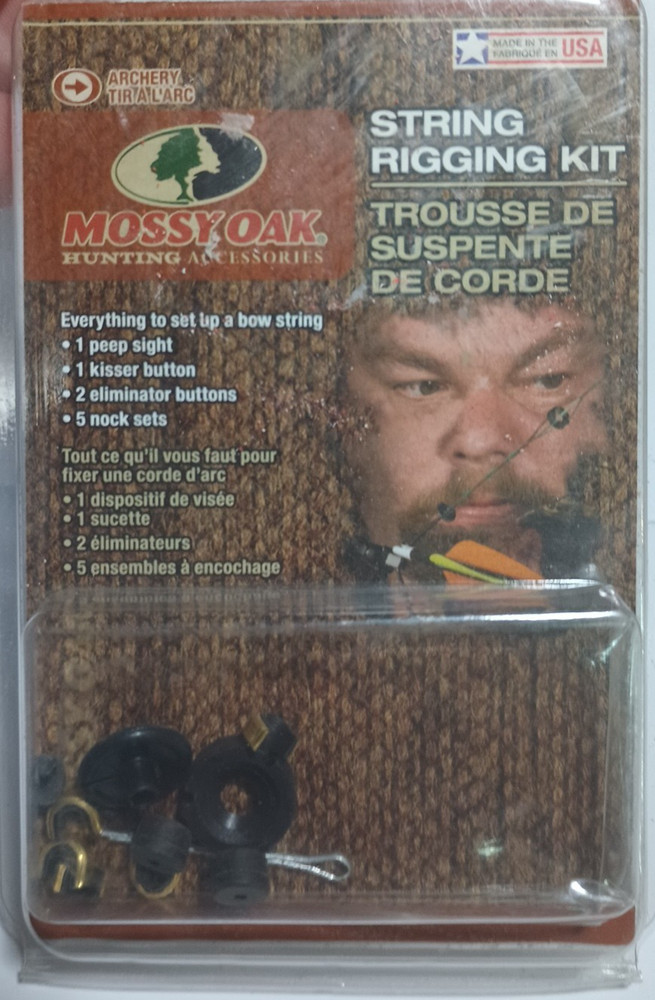 MADE IN THE
FABRIQUÉ EN
USA
ARCHERY
TIR À L'ARC
STRING
RIGGING KIT
MOSSY OAK®
HUNTING ACCESSORIES
TROUSSE DE
SUSPENTE
DE CORDE
Everything to set up a bow string
• 1 peep sight
• 1 kisser button
• 2 eliminator buttons
• 5 nock sets
Tout ce qu'il vous faut pour
fixer une corde d'arc
• 1 dispositif de visée
• 1 sucette
• 2 éliminateurs
• 5 ensembles à encochage